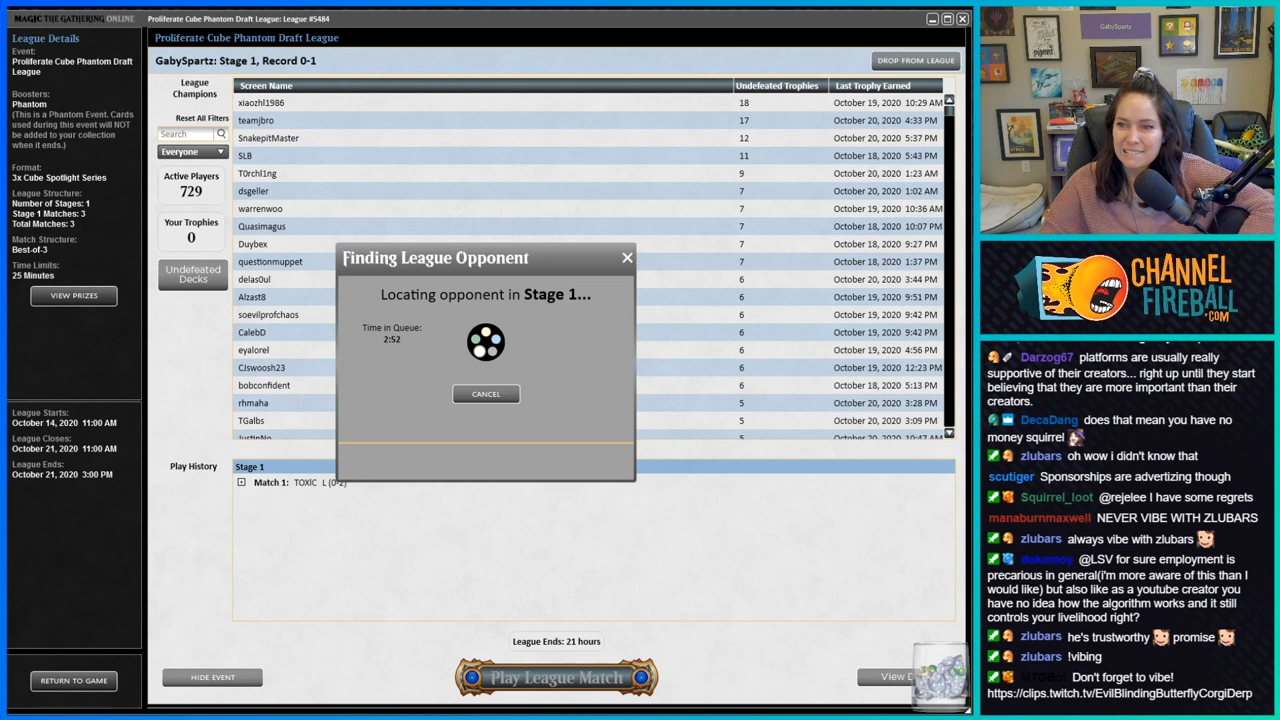 MAGIC THE GATHERING ONLINE
Proliferate Cube Phantom Draft League: League #5484
League Details
Event:
Proliferate Cube Phantom Draft
League
Boosters:
Phantom
(This is a Phantom Event. Cards
used during this event will NOT
be added to your collection
when it ends.)
Format:
3x Cube Spotlight Series
League Structure:
Number of Stages: 1
Stage 1 Matches: 3
Total Matches: 3
Match Structure:
Best-of-3
Time Limits:
25 Minutes
VIEW PRIZES
League Starts:
October 14, 2020 11:00 AM
League Closes:
October 21, 2020 11:00 AM
League Ends:
October 21, 2020 3:00 PM
RETURN TO GAME
Proliferate Cube Phantom Draft League
GabySpartz: Stage 1, Record 0-1
DROP FROM LEAGUE
League
Champions
Reset All Filters
Search
Everyone
Active Players
729
Your Trophies
0
Undefeated
Decks
Screen Name Undefeated Trophies Last Trophy Earned
xiaozhl1986 18 October 19, 2020 10:29 AM
teamjbro 17 October 20, 2020 4:33 PM
SnakepitMaster 12 October 20, 2020 5:37 PM
SLB 11 October 18, 2020 5:43 PM
T0rchl1ng 9 October 20, 2020 1:23 AM
dsgeller 7 October 20, 2020 1:02 AM
warrenwoo 7 October 19, 2020 10:36 AM
Quasimagus 7 October 18, 2020 10:07 PM
Duybex 7 October 18, 2020 9:27 PM
questionmuppet 7 October 18, 2020 1:37 PM
delas0ul 6 October 20, 2020 3:44 PM
Alzast8 6 October 19, 2020 9:51 PM
soevilprofchaos 6 October 19, 2020 9:42 PM
CalebD 6 October 19, 2020 9:42 PM
eyalorel 6 October 19, 2020 4:56 PM
CJswoosh23 6 October 19, 2020 12:23 PM
bobconfident 6 October 18, 2020 5:13 PM
rhmaha 5 October 20, 2020 3:28 PM
TGalbs 5 October 20, 2020 3:09 PM
JustinNo 5 October 20, 2020 10:47 AM
Finding League Opponent
Locating opponent in Stage 1...
Time in Queue:
2:52
CANCEL
Play History
Stage 1
Match 1: TOXIC L (0-2)
League Ends: 21 hours
HIDE EVENT
Play League Match
View D
GabySpartz
CHANNEL
FIREBALL
.COM
Darzog67 platforms are usually really
supportive of their creators... right up until they start
believing that they are more important than their
creators.
DecaDang does that mean you have no
money squirrel
zlubars oh wow i didn't know that
scutiger Sponsorships are advertizing though
Squirrel_loot @rejelee I have some regrets
manaburnmaxwell NEVER VIBE WITH ZLUBARS
zlubars always vibe with zlubars
dokomoy @LSV for sure employment is
precarious in general(i'm more aware of this than I
would like) but also like as a youtube creator you
have no idea how the algorithm works and it still
controls your livelihood right?
zlubars he's trustworthy promise
zlubars !vibing
MTGBot Don't forget to vibe!
https://clips.twitch.tv/EvilBlindingButterflyCorgiDerp